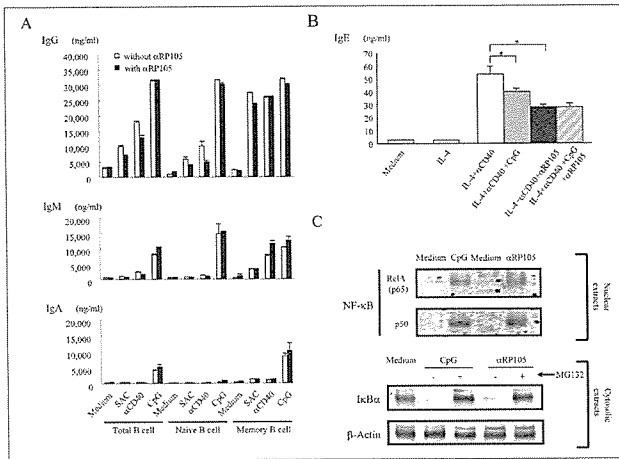 A
IgG (ng/ml)
40,000
35,000
30,000
25,000
20,000
15,000
10,000
5,000
0
without αRP105
with αRP105
IgM (ng/ml)
20,000
15,000
10,000
5,000
0
IgA (ng/ml)
20,000
15,000
10,000
5,000
0
Medium
SAC
αCD40
CpG
Medium
SAC
αCD40
CpG
Medium
SAC
αCD40
CpG
Total B cell
Naive B cell
Memory B cell
B
IgE (ng/ml)
70
60
50
40
30
20
10
0
*
*
Medium
IL-4
IL-4+αCD40
IL-4+αCD40+CpG
IL-4+αCD40+αRP105
IL-4+αCD40+CpG
+αRP105
C
Medium CpG Medium αRP105
NF-κB
RelA
(p65)
p50
Nuclear
extracts
Medium CpG αRP105
- + - + MG132
IκBα
β-Actin
Cytosolic
extracts